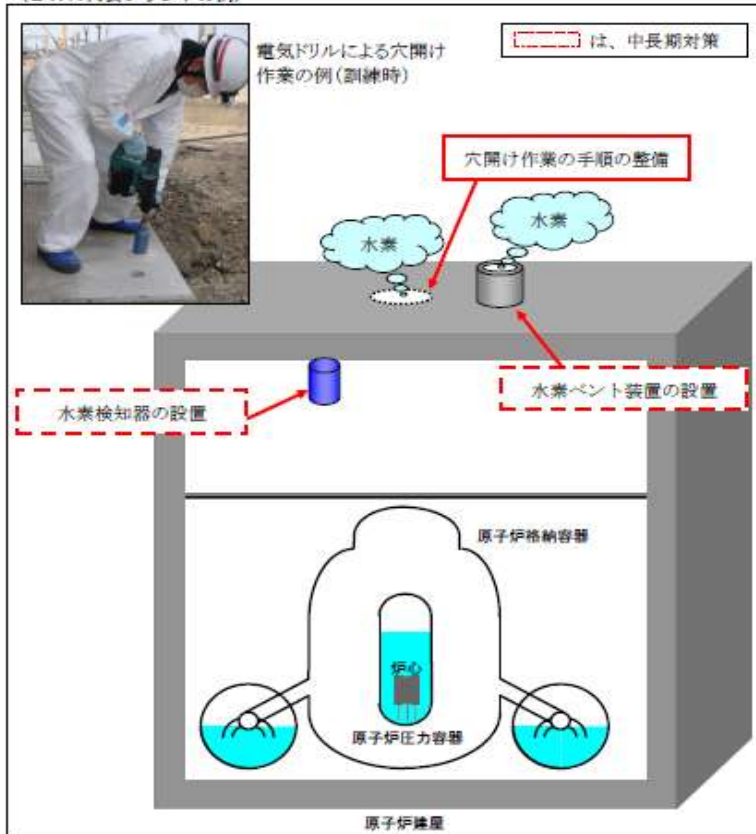 電気ドリルによる穴開け
作業の例(訓練時)
は、中長期対策
穴開け作業の手順の整備
水素
水素
水素検知器の設置
水素ベント装置の設置
原子炉格納容器
炉心
原子炉圧力容器
原子炉建屋